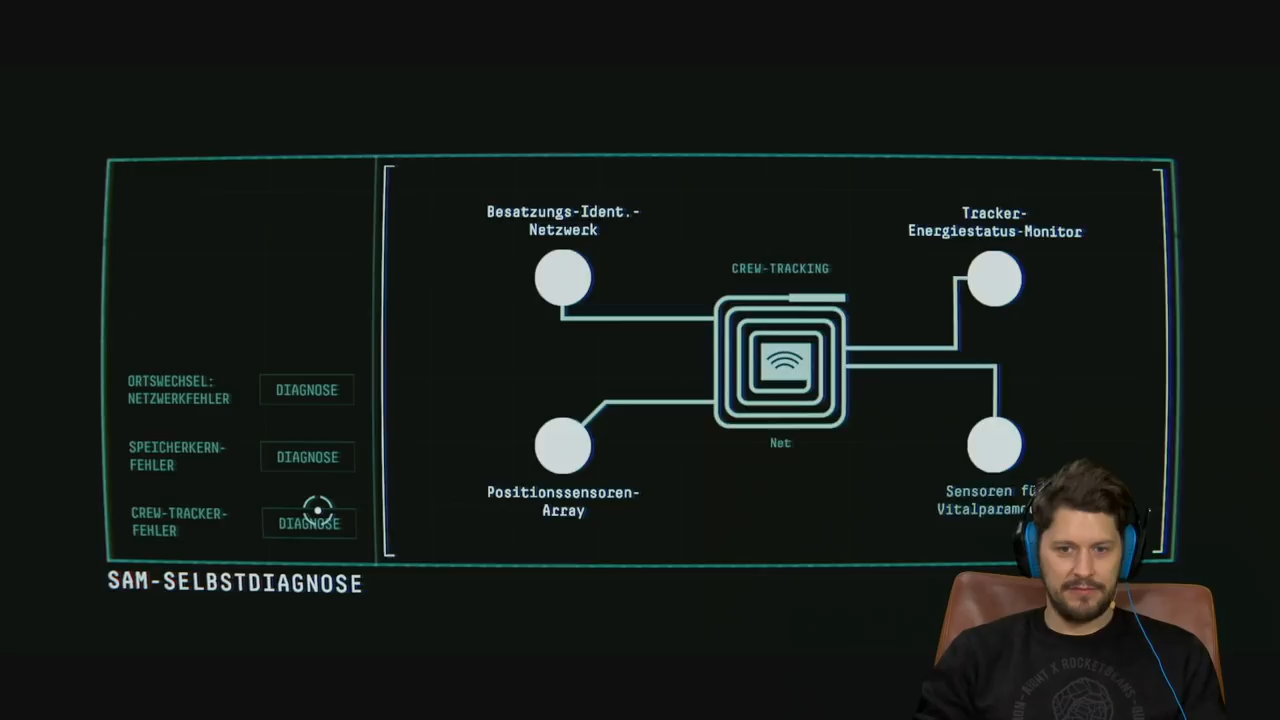 Besatzungs-Ident.-
Netzwerk
Tracker-
Energiestatus-Monitor
CREW-TRACKING
Net
ORTSWECHSEL:
NETZWERKFEHLER
DIAGNOSE
SPEICHERKERN-
FEHLER
DIAGNOSE
CREW-TRACKER-
FEHLER
DIAGNOSE
Positionssensoren-
Array
Sensoren
SAM-SELBSTDIAGNOSE
X ROCKETBEANS